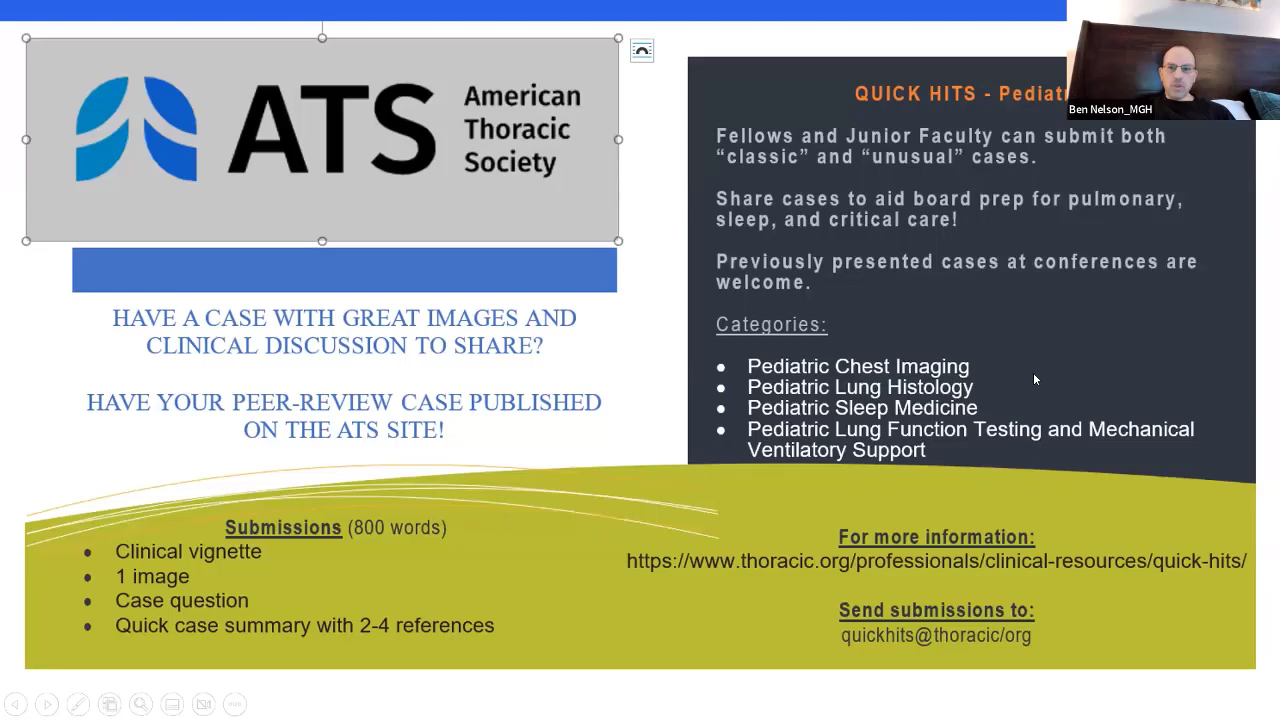 ATS
American
Thoracic
Society
HAVE A CASE WITH GREAT IMAGES AND
CLINICAL DISCUSSION TO SHARE?
HAVE YOUR PEER-REVIEW CASE PUBLISHED
ON THE ATS SITE!
QUICK HITS - Pediatr
Fellows and Junior Faculty can submit both
“classic” and “unusual” cases.
Share cases to aid board prep for pulmonary,
sleep, and critical care!
Previously presented cases at conferences are
welcome.
Categories:
• Pediatric Chest Imaging
• Pediatric Lung Histology
• Pediatric Sleep Medicine
• Pediatric Lung Function Testing and Mechanical
Ventilatory Support
Ben Nelson_MGH
Submissions (800 words)
• Clinical vignette
• 1 image
• Case question
• Quick case summary with 2-4 references
For more information:
https://www.thoracic.org/professionals/clinical-resources/quick-hits/
Send submissions to:
quickhits@thoracic/org